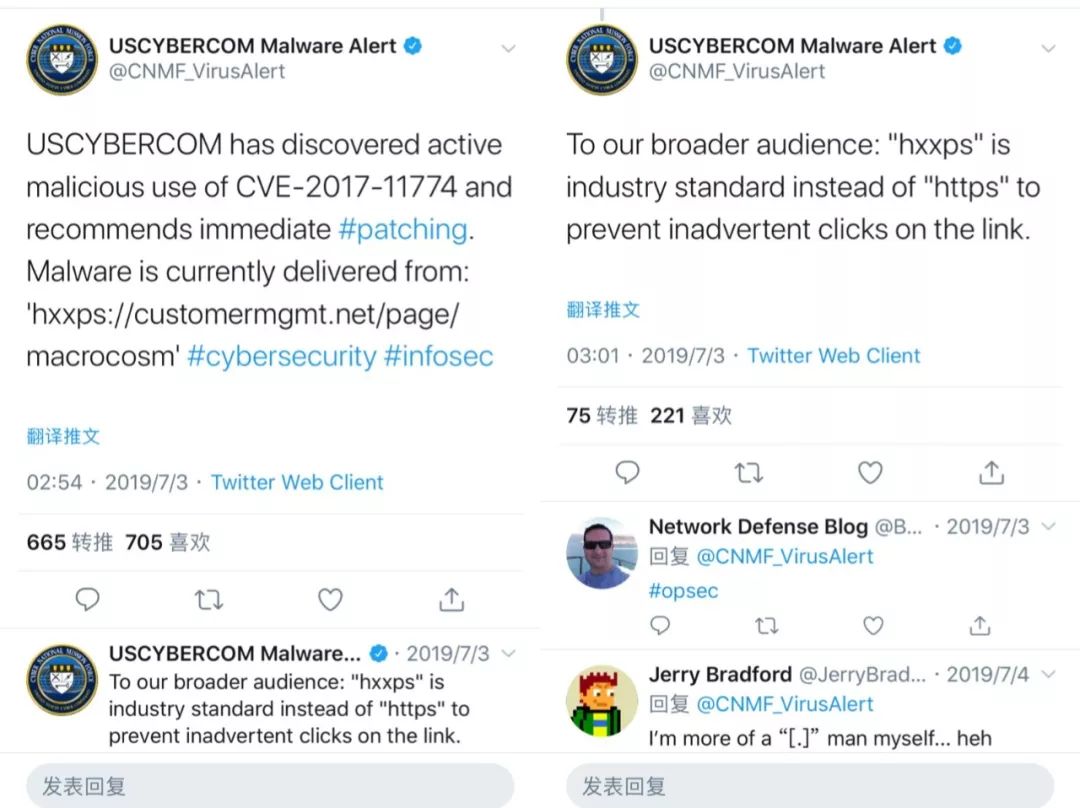 USCYBERCOM Malware Alert
@CNMF_VirusAlert
USCYBERCOM has discovered active
malicious use of CVE-2017-11774 and
recommends immediate #patching.
Malware is currently delivered from:
'hxxps://customermgmt.net/page/
macrocosm' #cybersecurity #infosec
翻译推文
02:54 · 2019/7/3 · Twitter Web Client
665 转推 705 喜欢
USCYBERCOM Malware... · 2019/7/3
To our broader audience: "hxxps" is
industry standard instead of "https" to
prevent inadvertent clicks on the link.
发表回复
USCYBERCOM Malware Alert
@CNMF_VirusAlert
To our broader audience: "hxxps" is
industry standard instead of "https" to
prevent inadvertent clicks on the link.
翻译推文
03:01 · 2019/7/3 · Twitter Web Client
75 转推 221 喜欢
Network Defense Blog @B... · 2019/7/3
回复 @CNMF_VirusAlert
#opsec
Jerry Bradford @JerryBrad... · 2019/7/4
回复 @CNMF_VirusAlert
I'm more of a “[.]” man myself... heh
发表回复